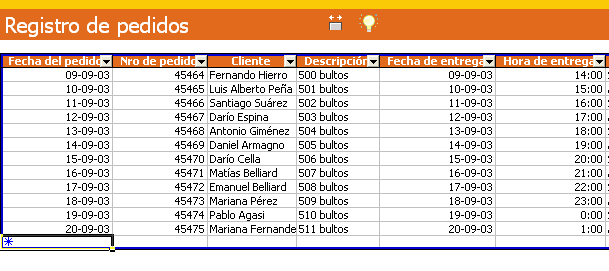 Registro de pedidos
Fecha del pedido Nro de pedido Cliente Descripción Fecha de entrega Hora de entrega
09-09-03 45464 Fernando Hierro 500 bultos 09-09-03 14:00
10-09-03 45465 Luis Alberto Peña 501 bultos 10-09-03 15:00
11-09-03 45466 Santiago Suárez 502 bultos 11-09-03 16:00
12-09-03 45467 Darío Espina 503 bultos 12-09-03 17:00
13-09-03 45468 Antonio Giménez 504 bultos 13-09-03 18:00
14-09-03 45469 Daniel Armagno 505 bultos 14-09-03 19:00
15-09-03 45470 Darío Cella 506 bultos 15-09-03 20:00
16-09-03 45471 Matías Belliard 507 bultos 16-09-03 21:00
17-09-03 45472 Emanuel Belliard 508 bultos 17-09-03 22:00
18-09-03 45473 Mariana Pérez 509 bultos 18-09-03 23:00
19-09-03 45474 Pablo Agasi 510 bultos 19-09-03 0:00
20-09-03 45475 Mariana Fernande 511 bultos 20-09-03 1:00
*